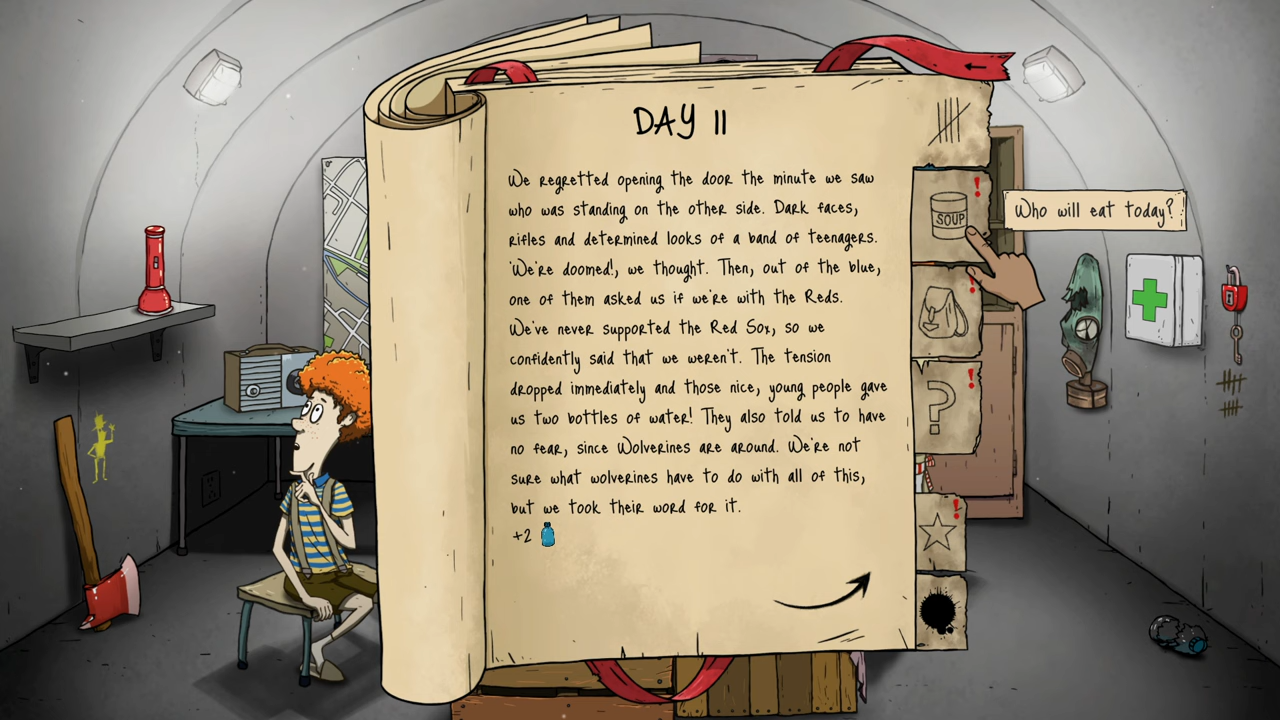 DAY 11
We regretted opening the door the minute we saw
who was standing on the other side. Dark faces,
rifles and determined looks of a band of teenagers.
'We're doomed!, we thought. Then, out of the blue,
one of them asked us if we're with the Reds.
We've never supported the Red Sox, so we
confidently said that we weren't. The tension
dropped immediately and those nice, young people gave
us two bottles of water! They also told us to have
no fear, since Wolverines are around. We're not
sure what wolverines have to do with all of this,
but we took their word for it.
+2
!
SOUP
Who will eat today?
!
!
?
!